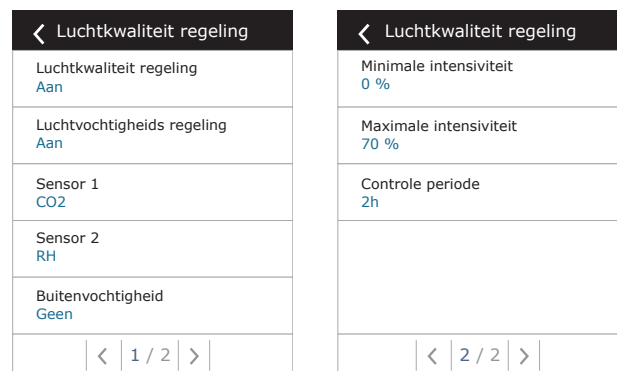 Luchtkwaliteit regeling
Luchtkwaliteit regeling
Aan
Luchtvochtigheids regeling
Aan
Sensor 1
CO2
Sensor 2
RH
Buitenvochtigheid
Geen
1 / 2
Luchtkwaliteit regeling
Minimale intensiviteit
0 %
Maximale intensiviteit
70 %
Controle periode
2h
2 / 2